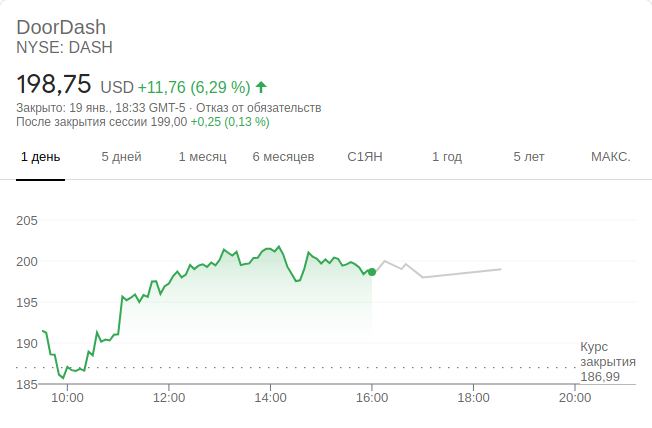 DoorDash
NYSE: DASH
198,75 USD +11,76 (6,29 %)
Закрыто: 19 янв., 18:33 GMT-5 · Отказ от обязательств
После закрытия сессии 199,00 +0,25 (0,13 %)
1 день 5 дней 1 месяц 6 месяцев С1ЯН 1 год 5 лет МАКС.
205
200
195
190
185
Курс
закрытия
186,99
10:00 12:00 14:00 16:00 18:00 20:00